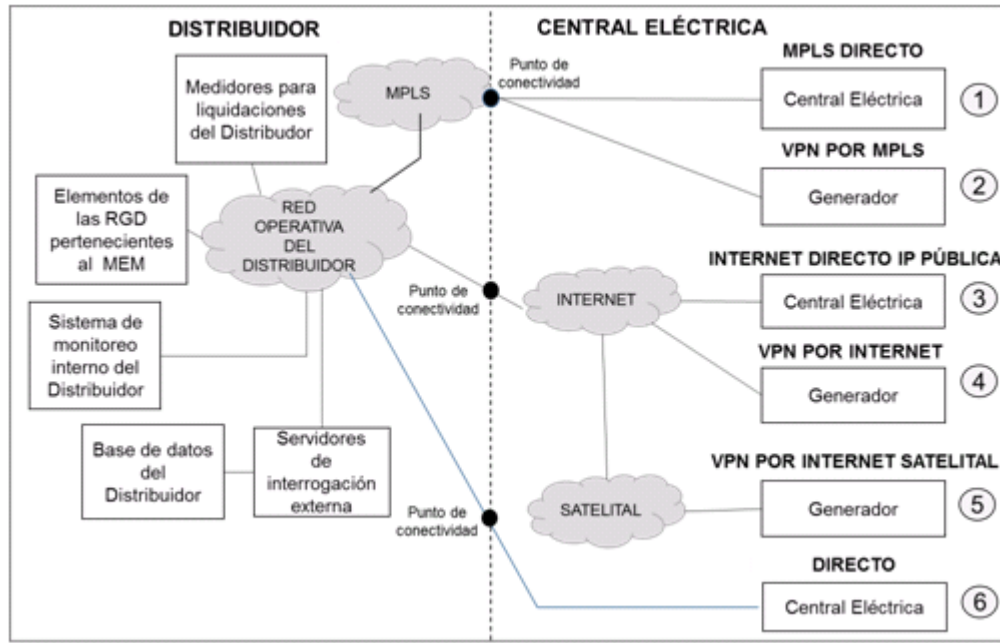 DISTRIBUIDOR
CENTRAL ELÉCTRICA
Medidores para
liquidaciones
del Distribudor
Elementos de
las RGD
pertenecientes
al MEM
Sistema de
monitoreo
interno del
Distribuidor
Base de datos
del
Distribuidor
Servidores
de
interrogación
externa
RED
OPERATIVA
DEL
DISTRIBUIDOR
MPLS
Punto de
conectividad
Punto de
conectividad
Punto de
conectividad
INTERNET
SATELITAL
MPLS DIRECTO
Central Eléctrica
1
VPN POR MPLS
Generador
2
INTERNET DIRECTO IP PÚBLICA
Central Eléctrica
3
VPN POR INTERNET
Generador
4
VPN POR INTERNET SATELITAL
Generador
5
DIRECTO
Central Eléctrica
6